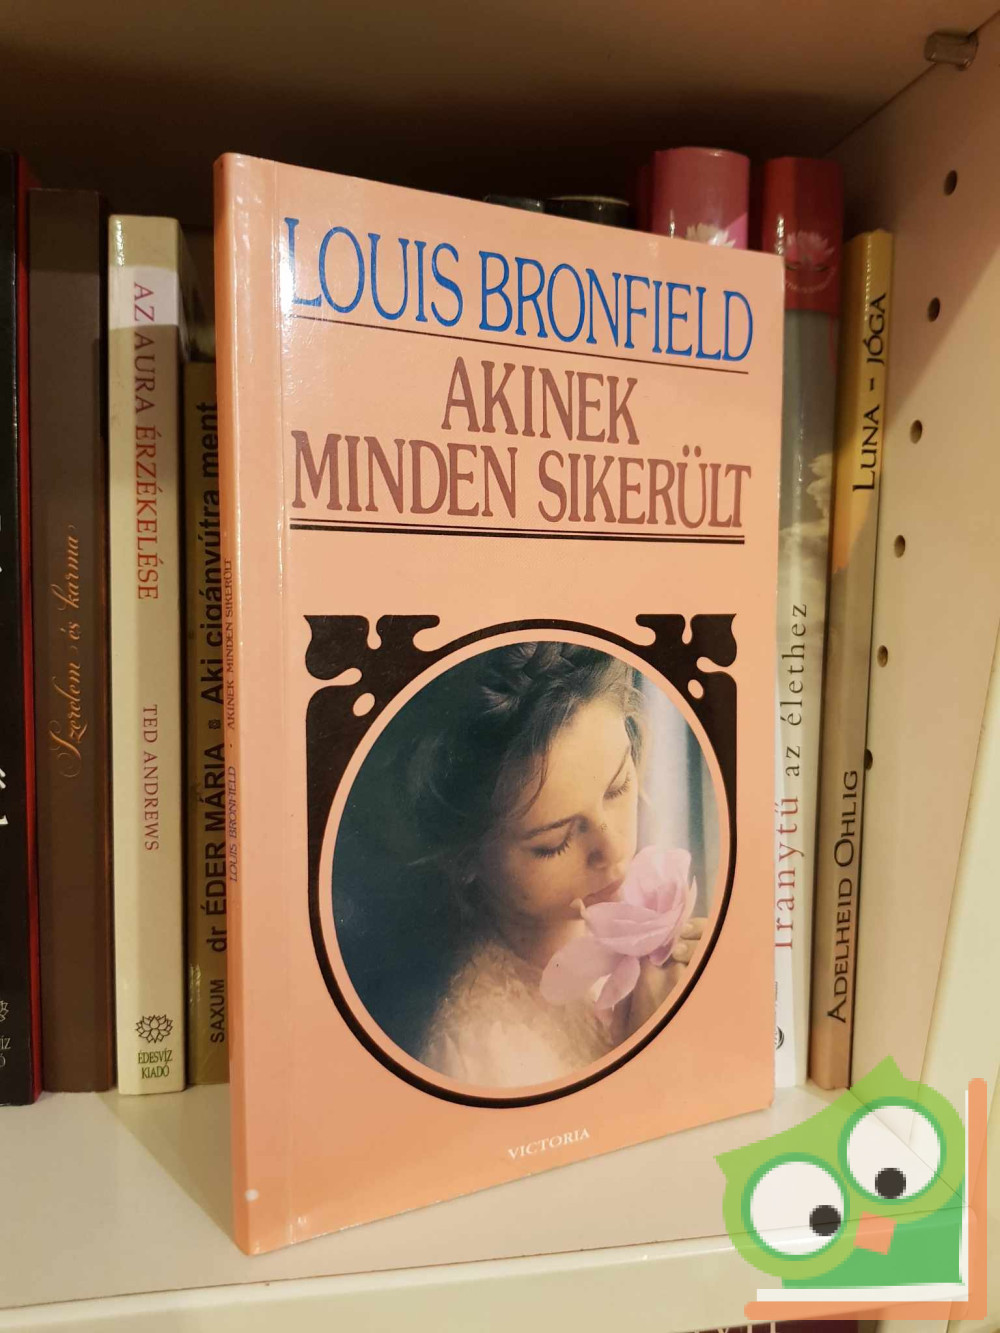 LOUIS BRONFIELD
AKINEK
MINDEN SIKERÜLT
VICTORIA
LOUIS BRONFIELD · AKINEK MINDEN SIKERÜLT
Szerelem és karma
AZ AURA ÉRZÉKELÉSE
TED ANDREWS
ÉDESVÍZ
KIADÓ
SAXUM dr ÉDER MÁRIA Aki cigányútra ment
Iránytű az élethez
ADELHEID OHLIG
LUNA - JÓGA